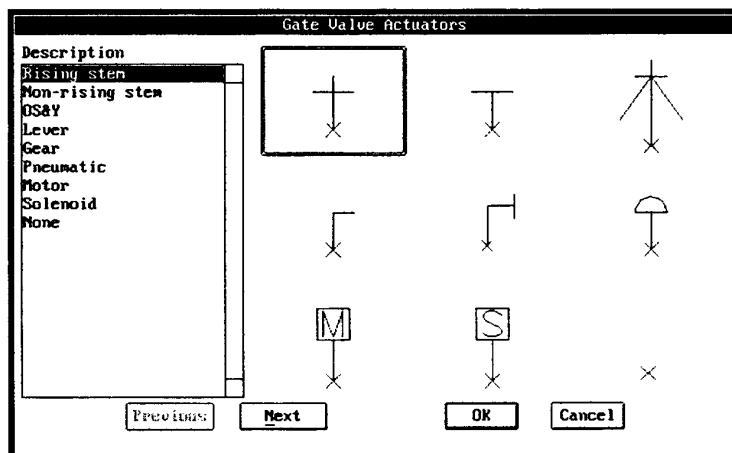 Gate Valve Actuators
Description
Rising stem
Non-rising stem
OS&Y
Lever
Gear
Pneumatic
Motor
Solenoid
None
M
S
Previous
Next
OK
Cancel